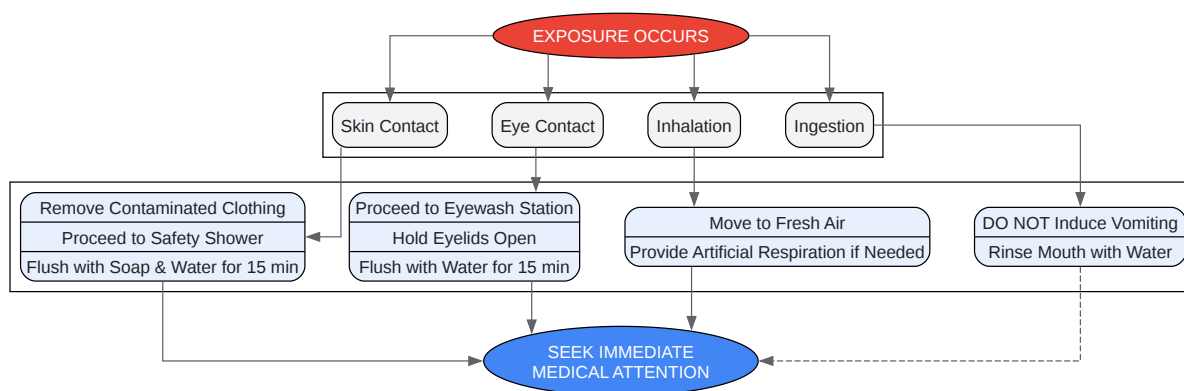 EXPOSURE OCCURS
Skin Contact
Eye Contact
Inhalation
Ingestion
Remove Contaminated Clothing
Proceed to Safety Shower
Flush with Soap & Water for 15 min
Proceed to Eyewash Station
Hold Eyelids Open
Flush with Water for 15 min
Move to Fresh Air
Provide Artificial Respiration if Needed
DO NOT Induce Vomiting
Rinse Mouth with Water
SEEK IMMEDIATE
MEDICAL ATTENTION